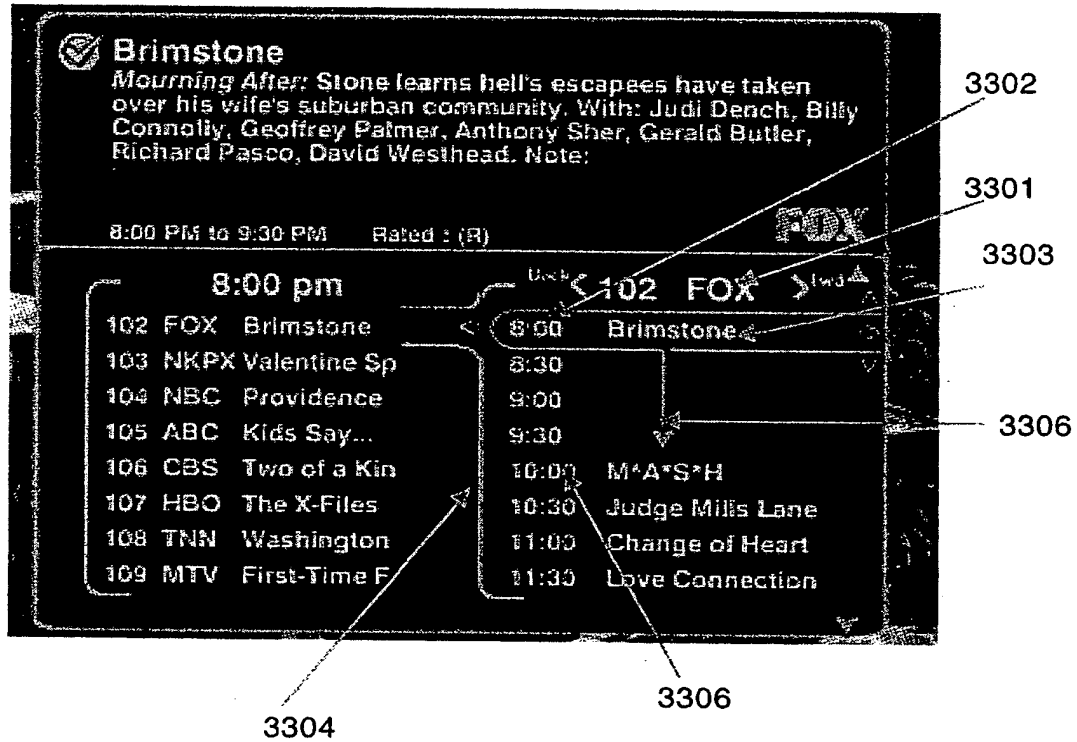 Brimstone
Mourning After: Stone learns hell's escapees have taken
over his wife's suburban community. With: Judi Dench, Billy
Connolly, Geoffrey Palmer, Anthony Sher, Gerald Butler,
Richard Pasco, David Westhead. Note:
8:00 PM to 9:30 PM Rated : (R)
FOX
8:00 pm
102 FOX Brimstone
103 NKPX Valentine Sp
104 NBC Providence
105 ABC Kids Say...
106 CBS Two of a Kin
107 HBO The X-Files
108 TNN Washington
109 MTV First-Time F
< 102 FOX >
8:00 Brimstone
8:30
9:00
9:30
10:00 M*A*S*H
10:30 Judge Mills Lane
11:00 Change of Heart
11:30 Love Connection
3302
3301
3303
3306
3306
3304